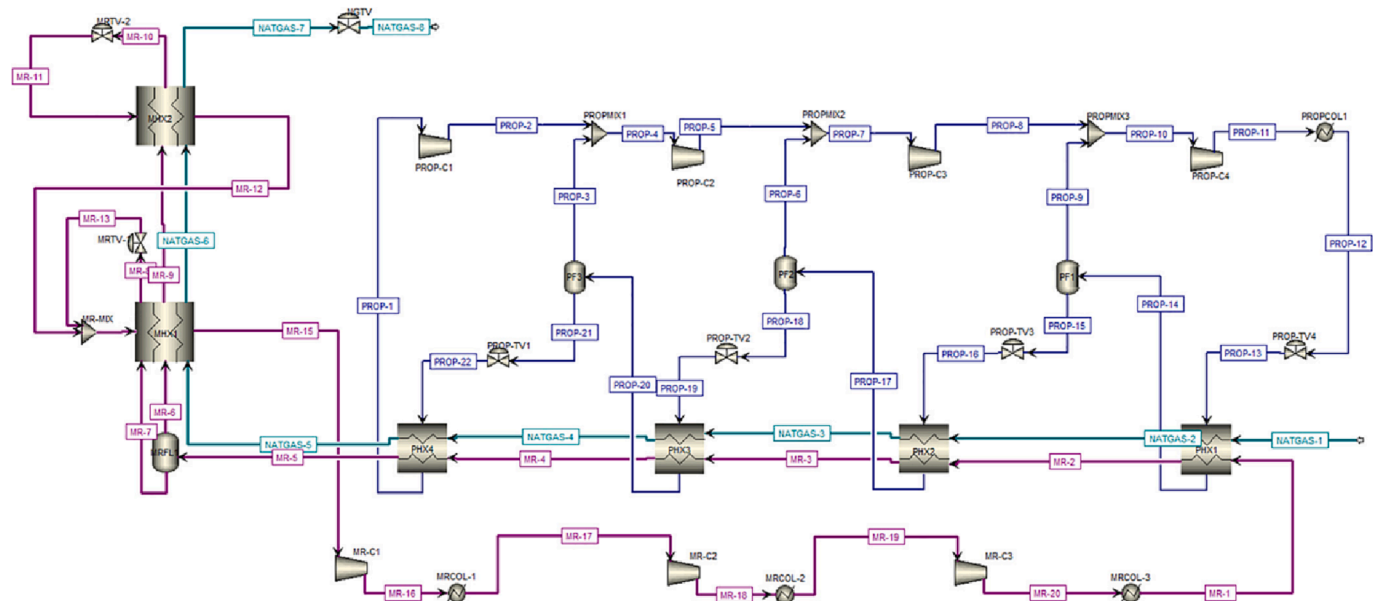 MRTV-2
MR-10
NATGAS-7
NGTV
NATGAS-8
MR-11
MHX2
PROPMIX1
PROPMIX2
PROPMIX3
PROPCOL1
PROP-2
PROP-4
PROP-5
PROP-7
PROP-8
PROP-10
PROP-11
PROP-C1
PROP-C2
PROP-C3
PROP-C4
MR-12
PROP-3
PROP-6
PROP-9
MR-13
MRTV-1
NATGAS-6
PROP-12
MR-9
PF3
PF2
PF1
PROP-1
PROP-14
MR-MIX
MHX1
MR-15
PROP-21
PROP-18
PROP-15
PROP-TV1
PROP-TV2
PROP-TV3
PROP-TV4
PROP-22
PROP-16
PROP-13
PROP-20
PROP-19
PROP-17
MR-6
MR-7
NATGAS-5
NATGAS-4
NATGAS-3
NATGAS-2
NATGAS-1
MRFL1
MR-5
PHX4
MR-4
PHX3
MR-3
PHX2
MR-2
PHX1
MR-C1
MR-17
MR-C2
MR-19
MR-C3
MRCOL-1
MRCOL-2
MRCOL-3
MR-16
MR-18
MR-20
MR-1